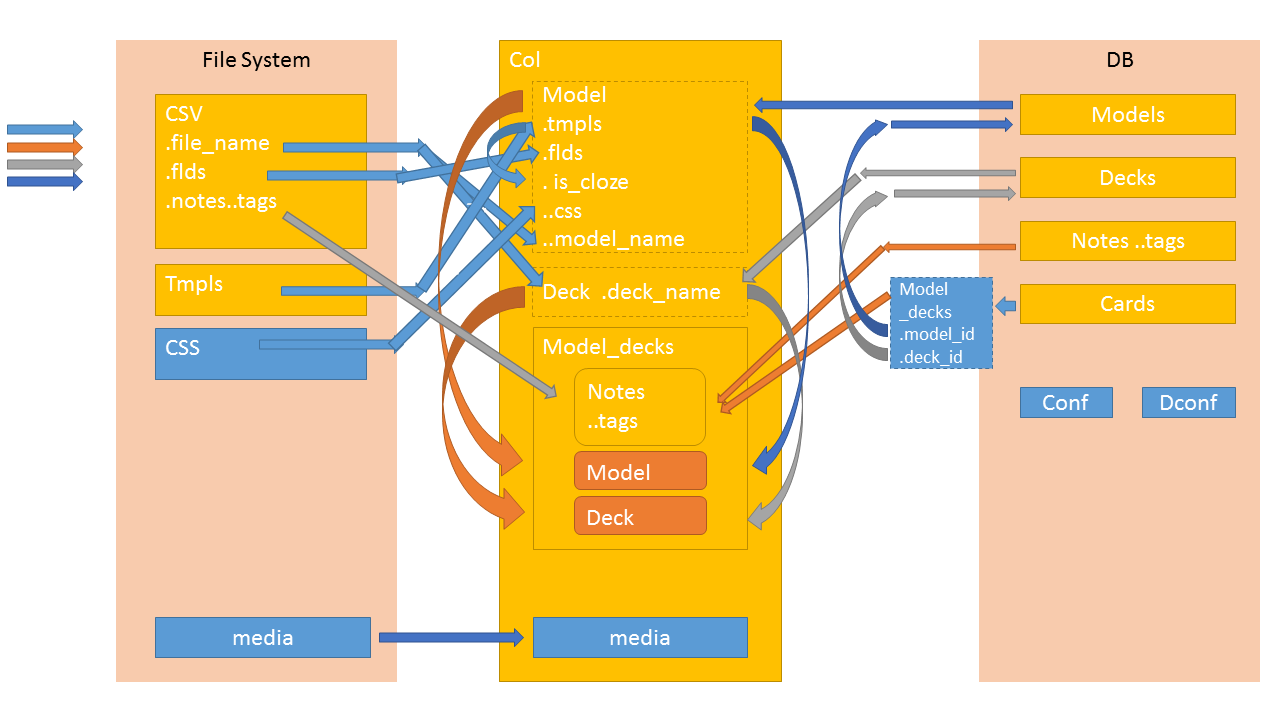 File System
CSV
.file_name
.flds
.notes..tags
Tmpls
CSS
media
Col
Model
.tmpls
.flds
. is_cloze
..css
..model_name
Deck  .deck_name
Model_decks
Notes
..tags
Model
Deck
media
DB
Models
Decks
Notes ..tags
Cards
Model
_decks
.model_id
.deck_id
Conf
Dconf